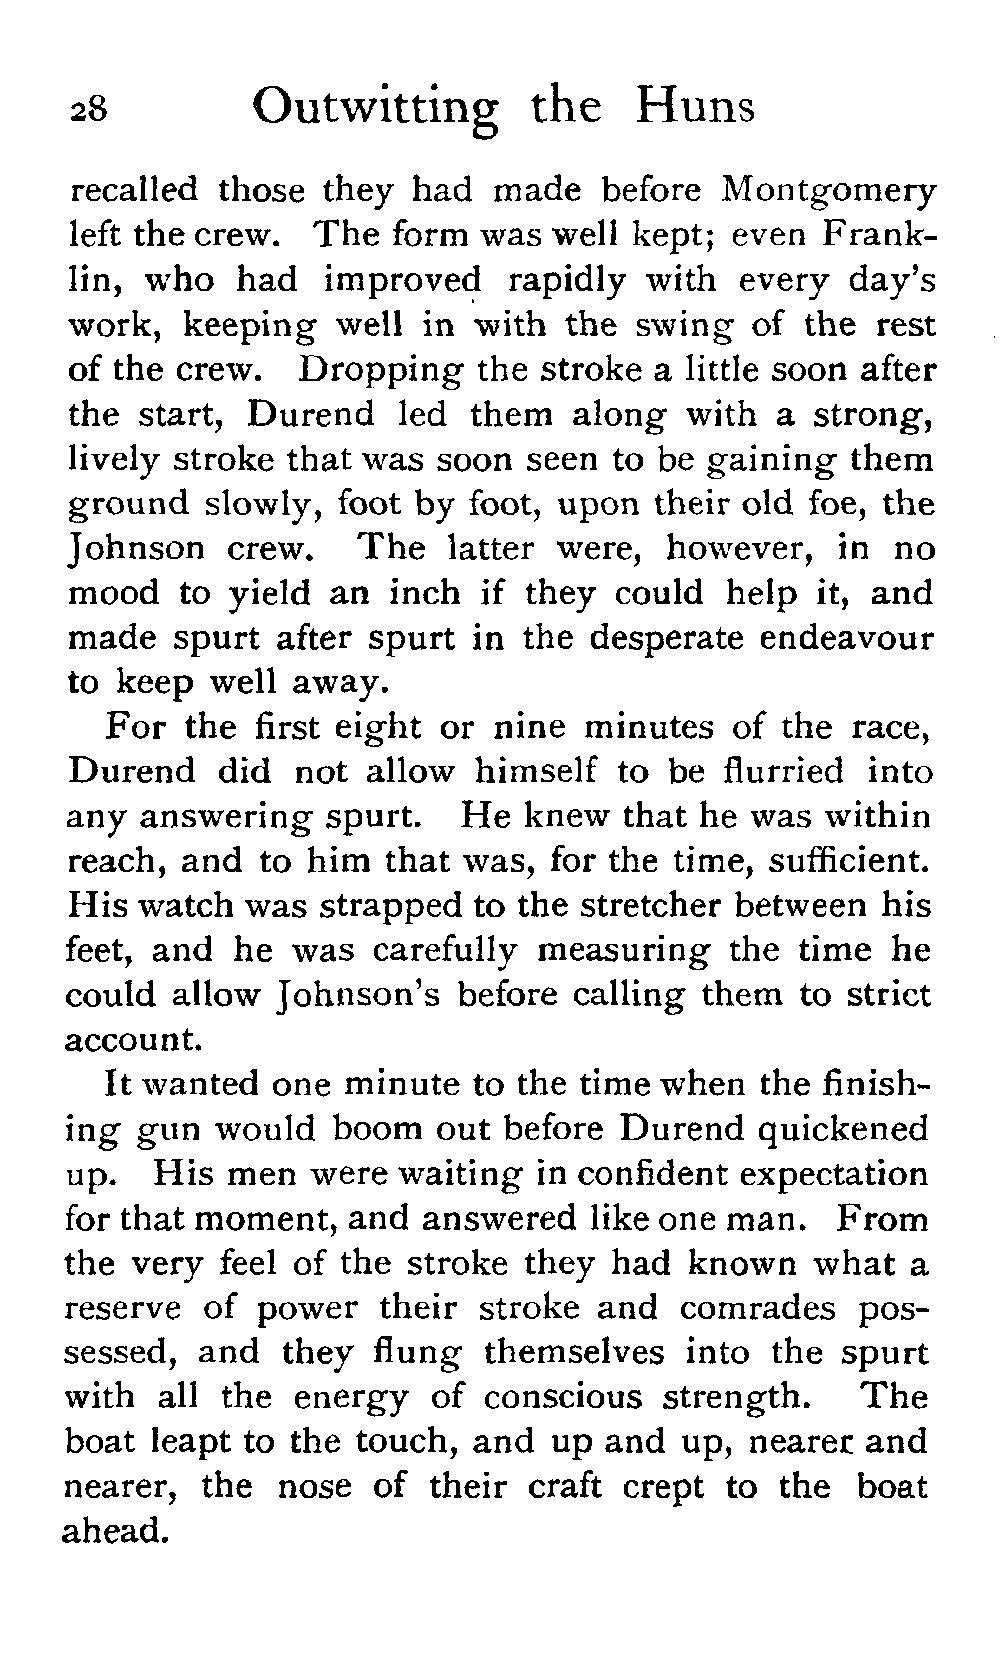 28 Outwitting the Huns
recalled those they had made before Montgomery
left the crew. The form was well kept; even Frank-
lin, who had improved rapidly with every day's
work, keeping well in with the swing of the rest
of the crew. Dropping the stroke a little soon after
the start, Durend led them along with a strong,
lively stroke that was soon seen to be gaining them
ground slowly, foot by foot, upon their old foe, the
Johnson crew. The latter were, however, in no
mood to yield an inch if they could help it, and
made spurt after spurt in the desperate endeavour
to keep well away.
For the first eight or nine minutes of the race,
Durend did not allow himself to be flurried into
any answering spurt. He knew that he was within
reach, and to him that was, for the time, sufficient.
His watch was strapped to the stretcher between his
feet, and he was carefully measuring the time he
could allow Johnson's before calling them to strict
account.
It wanted one minute to the time when the finish-
ing gun would boom out before Durend quickened
up. His men were waiting in confident expectation
for that moment, and answered like one man. From
the very feel of the stroke they had known what a
reserve of power their stroke and comrades pos-
sessed, and they flung themselves into the spurt
with all the energy of conscious strength. The
boat leapt to the touch, and up and up, nearer and
nearer, the nose of their craft crept to the boat
ahead.